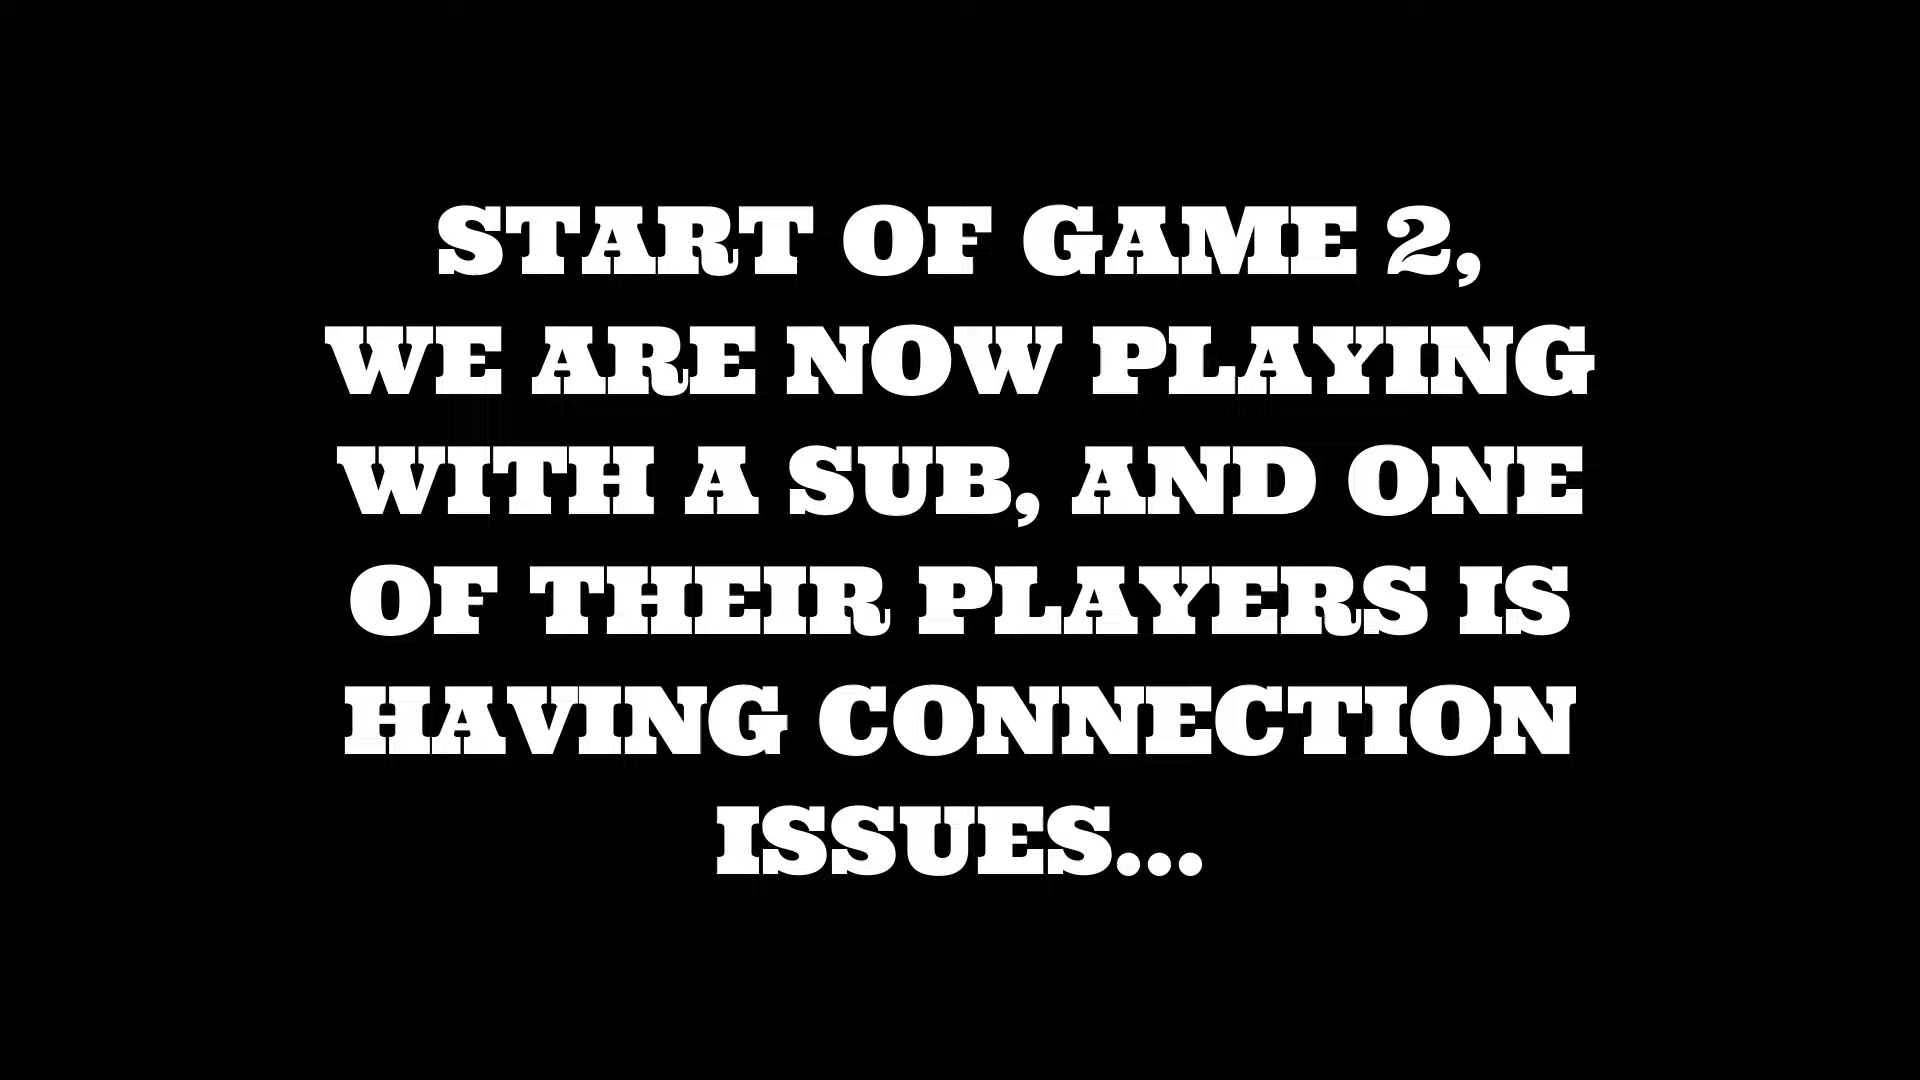 START OF GAME 2,
WE ARE NOW PLAYING
WITH A SUB, AND ONE
OF THEIR PLAYERS IS
HAVING CONNECTION
ISSUES...